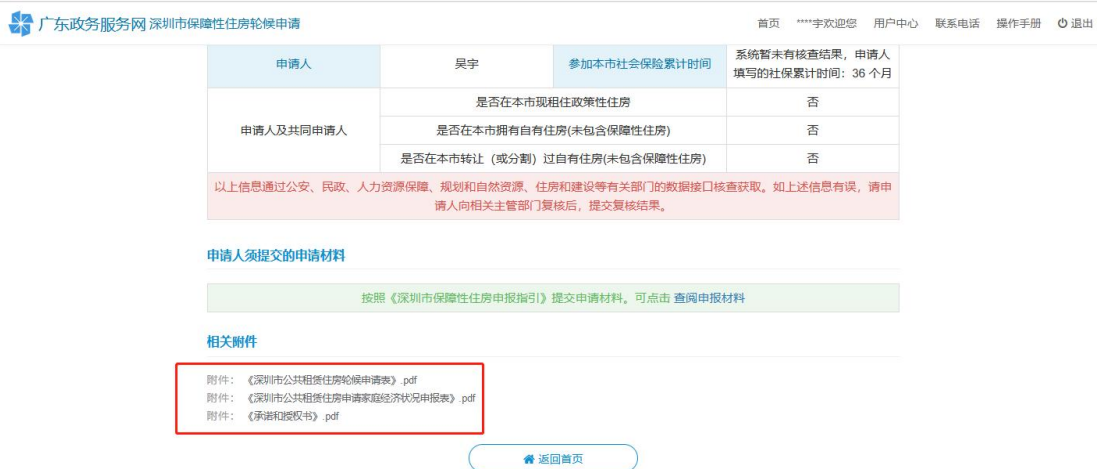 广东政务服务网 深圳市保障性住房轮候申请
首页 ****宇欢迎您 用户中心 联系电话 操作手册 退出
申请人 吴宇 参加本市社会保险累计时间 系统暂未有核查结果，申请人
填写的社保累计时间：36 个月
申请人及共同申请人
是否在本市现租住政策性住房 否
是否在本市拥有自有住房(未包含保障性住房) 否
是否在本市转让（或分割）过自有住房(未包含保障性住房) 否
以上信息通过公安、民政、人力资源保障、规划和自然资源、住房和建设等有关部门的数据接口核查获取。如上述信息有误，请申
请人向相关主管部门复核后，提交复核结果。
申请人须提交的申请材料
按照《深圳市保障性住房申报指引》提交申请材料。可点击 查阅申报材料
相关附件
附件：《深圳市公共租赁住房轮候申请表》.pdf
附件：《深圳市公共租赁住房申请家庭经济状况申报表》.pdf
附件：《承诺和授权书》.pdf
返回首页